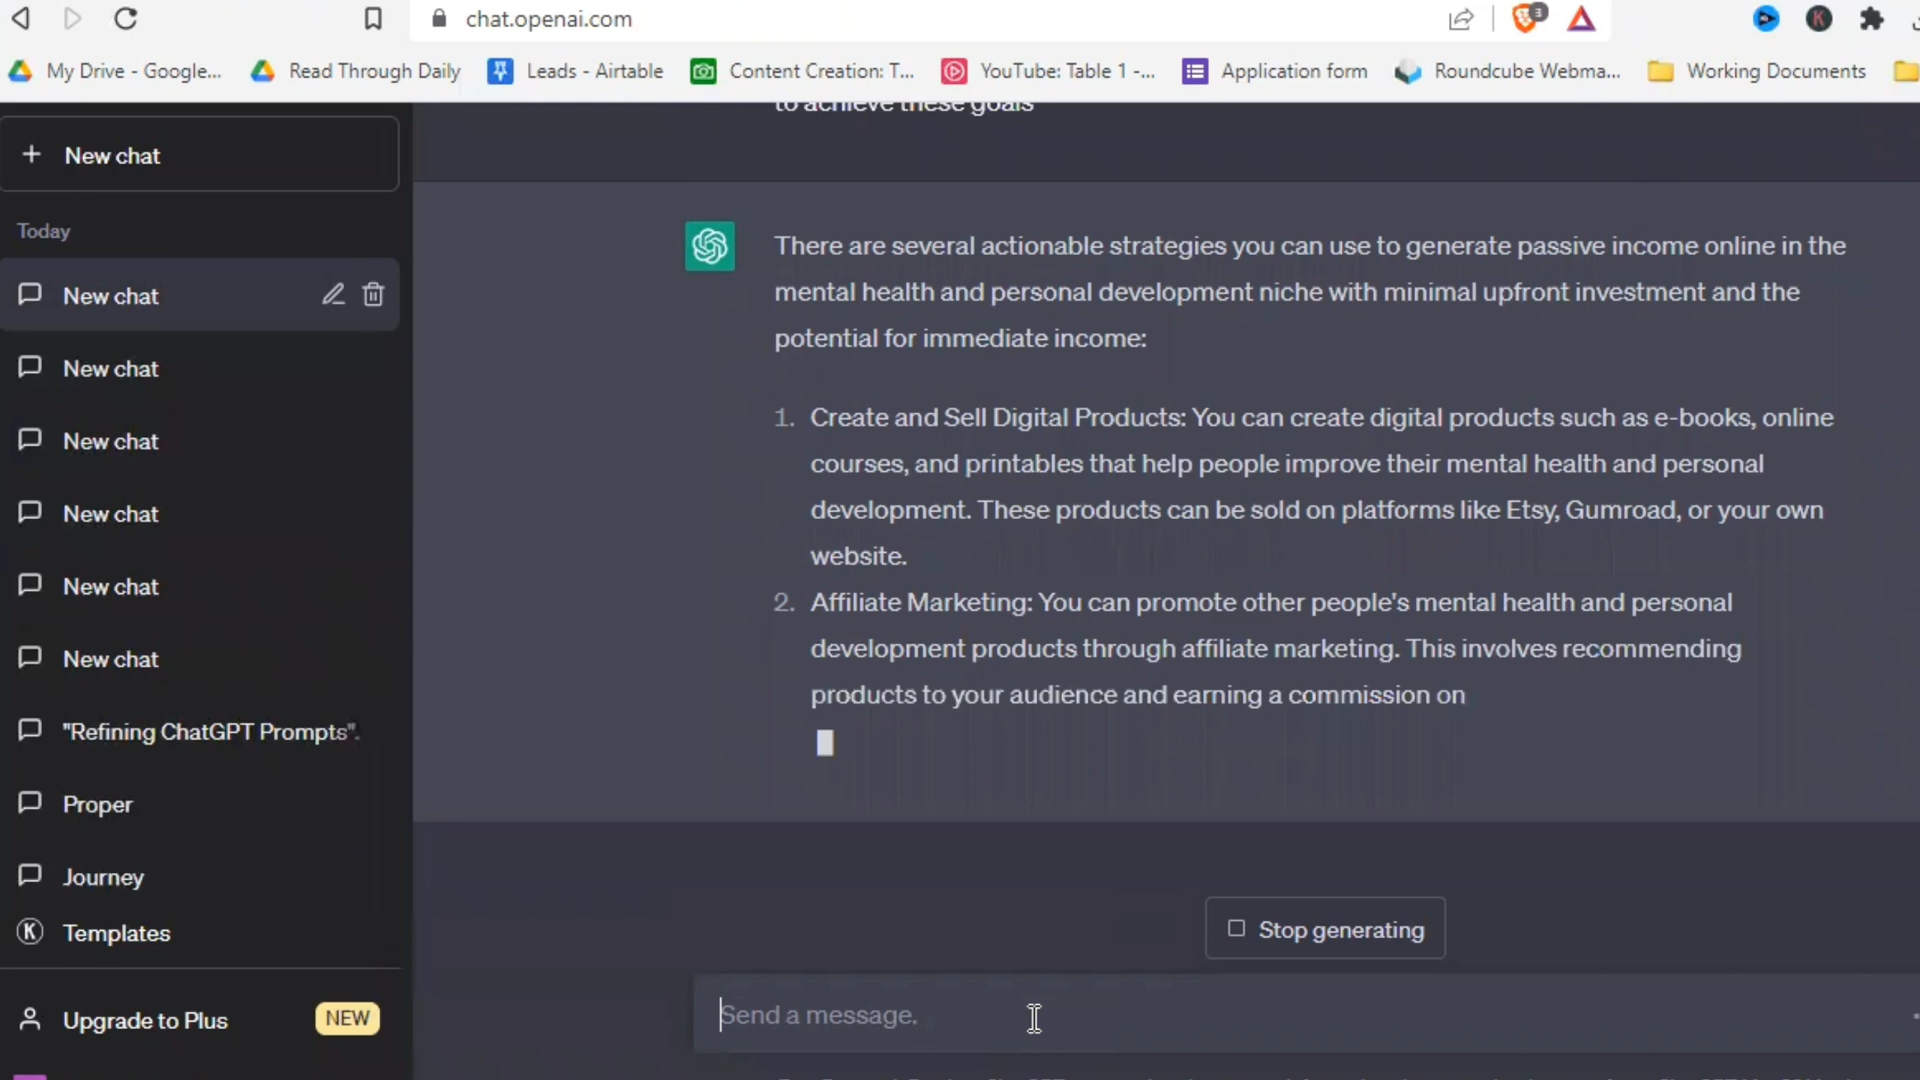 chat.openai.com
3
K
My Drive - Google...
Read Through Daily
Leads - Airtable
Content Creation: T...
YouTube: Table 1 -...
Application form
Roundcube Webma...
Working Documents
to achieve these goals
+ New chat
Today
New chat
New chat
New chat
New chat
New chat
New chat
"Refining ChatGPT Prompts".
Proper
Journey
K Templates
Upgrade to Plus
NEW
There are several actionable strategies you can use to generate passive income online in the
mental health and personal development niche with minimal upfront investment and the
potential for immediate income:
1. Create and Sell Digital Products: You can create digital products such as e-books, online
courses, and printables that help people improve their mental health and personal
development. These products can be sold on platforms like Etsy, Gumroad, or your own
website.
2. Affiliate Marketing: You can promote other people's mental health and personal
development products through affiliate marketing. This involves recommending
products to your audience and earning a commission on
Stop generating
Send a message.